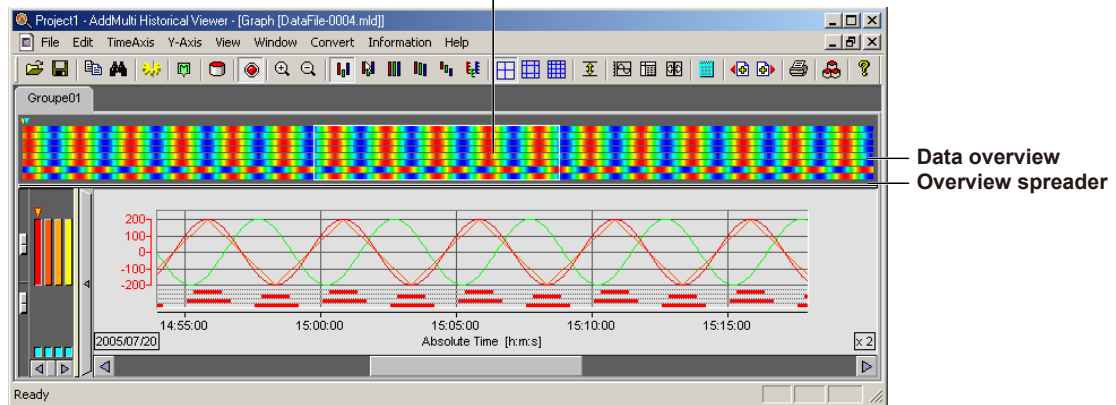 Project1 - AddMulti Historical Viewer - [Graph [DataFile-0004.mld]]
File Edit TimeAxis Y-Axis View Window Convert Information Help
Groupe01
Data overview
Overview spreader
200
100
0
-100
-200
14:55:00 15:00:00 15:05:00 15:10:00 15:15:00
2005/07/20 Absolute Time [h:m:s] x 2
Ready